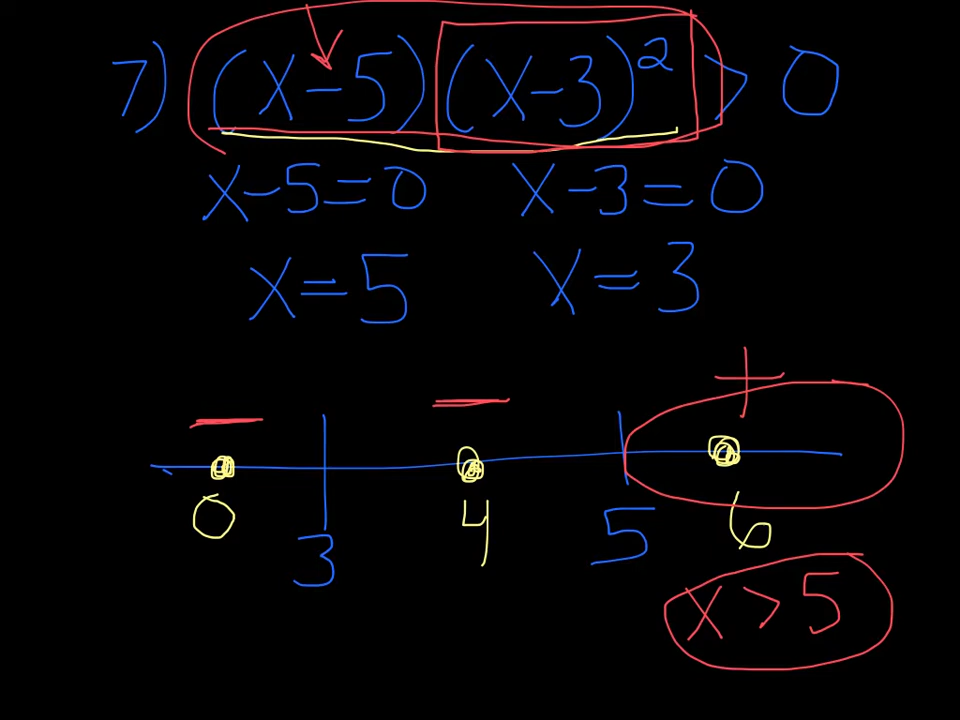 7) (x-5)(x-3)² > 0
x-5=0 x-3=0
x=5 x=3
- - +
0 3 4 5 6
x > 5